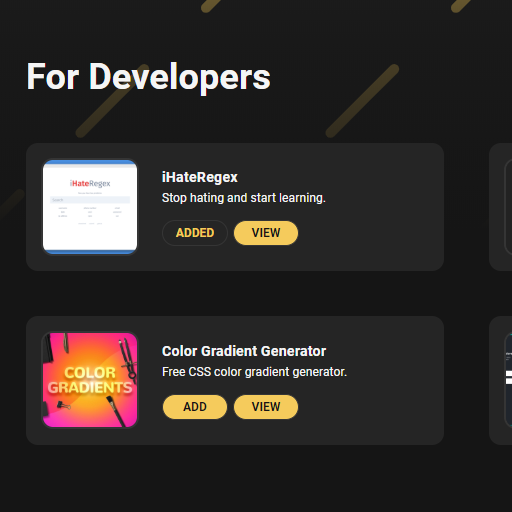 For Developers
iHateRegex
iHateRegex
Stop hating and start learning.
ADDED
VIEW
COLOR
GRADIENTS
Color Gradient Generator
Free CSS color gradient generator.
ADD
VIEW